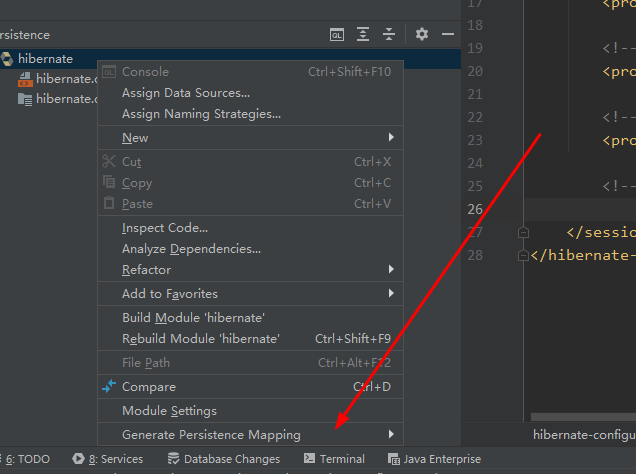 rsistence
hibernate
hibernate.c
hibernate.c
Console Ctrl+Shift+F10
Assign Data Sources...
Assign Naming Strategies...
New
Cut Ctrl+X
Copy Ctrl+C
Paste Ctrl+V
Inspect Code...
Analyze Dependencies...
Refactor
Add to Favorites
Build Module 'hibernate'
Rebuild Module 'hibernate' Ctrl+Shift+F9
File Path Ctrl+Alt+F12
Compare Ctrl+D
Module Settings
Generate Persistence Mapping
17 <pro
18
19 <!--
20 <pro
21
22 <!--
23 <pro
24
25 <!--
26
27 </sessio
28 </hibernate-
hibernate-configu
6: TODO 8: Services Database Changes Terminal Java Enterprise